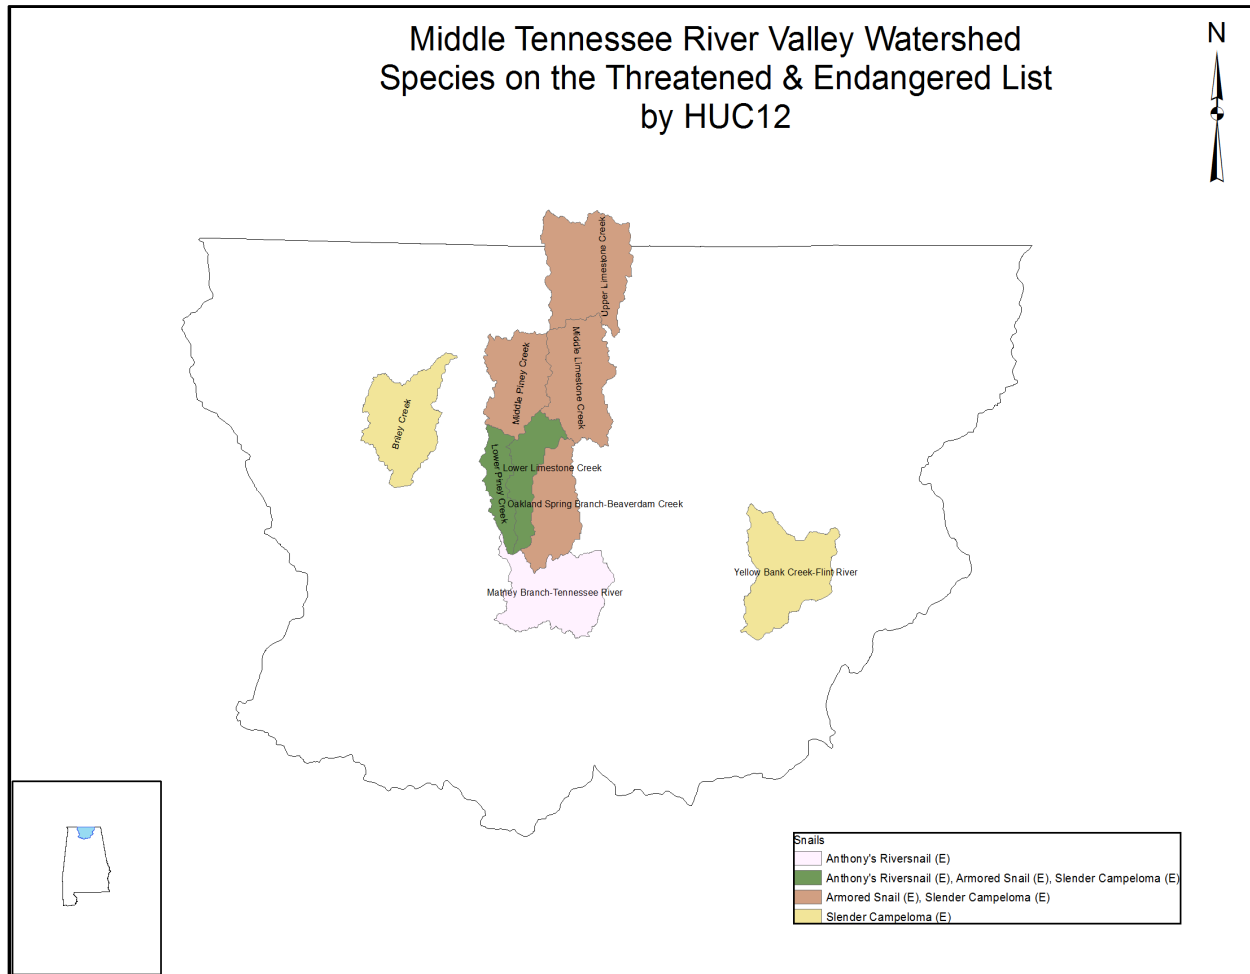 Middle Tennessee River Valley Watershed
Species on the Threatened & Endangered List
by HUC12
N
Upper Limestone Creek
Middle Limestone Creek
Middle Piney Creek
Briley Creek
Lower Piney Creek
Lower Limestone Creek
Oakland Spring Branch-Beaverdam Creek
Yellow Bank Creek-Flint River
Matney Branch-Tennessee River
Snails
Anthony's Riversnail (E)
Anthony's Riversnail (E), Armored Snail (E), Slender Campeloma (E)
Armored Snail (E), Slender Campeloma (E)
Slender Campeloma (E)